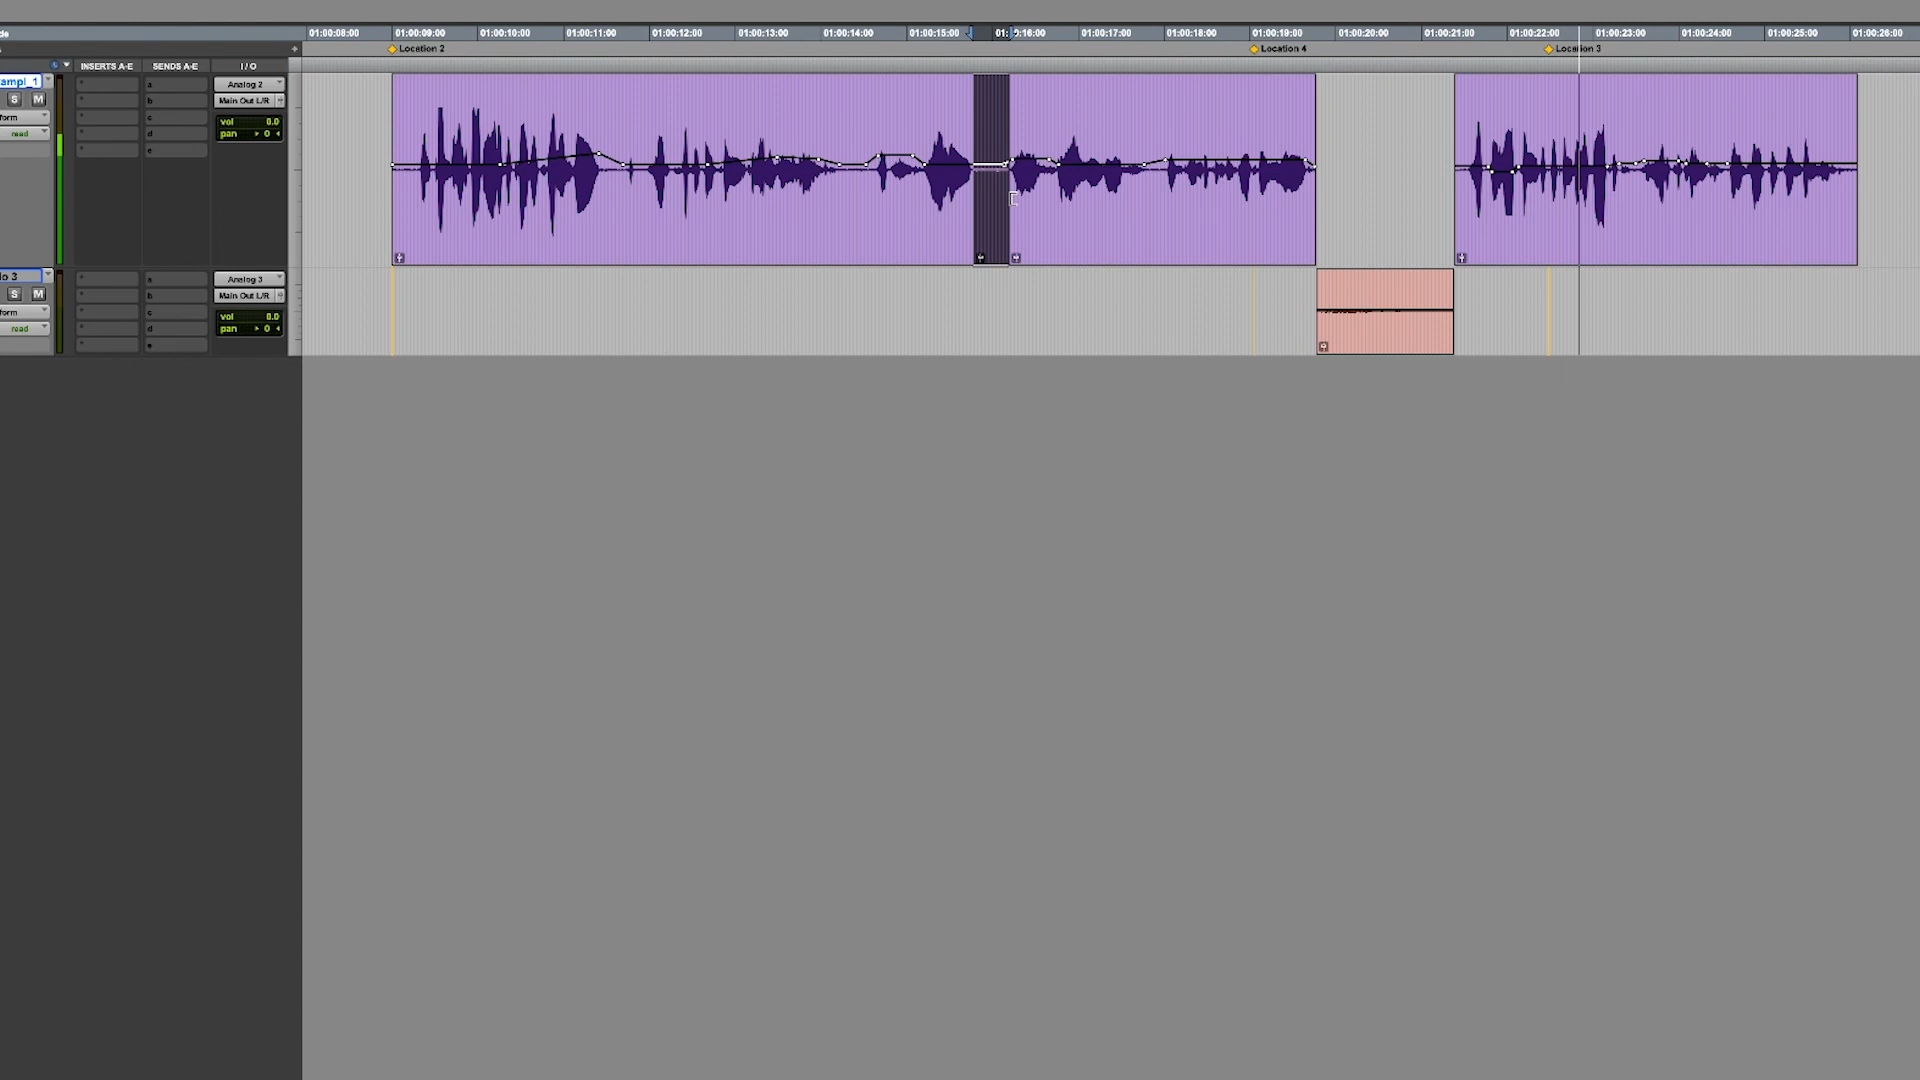 de 01:00:08:00 01:00:09:00 01:00:10:00 01:00:11:00 01:00:12:00 01:00:13:00 01:00:14:00 01:00:15:00 01:00:16:00 01:00:17:00 01:00:18:00 01:00:19:00 01:00:20:00 01:00:21:00 01:00:22:00 01:00:23:00 01:00:24:00 01:00:25:00 01:00:26:00
+ Location 2 Location 4 Location 3
INSERTS A-E SENDS A-E I / O
ampl_1 a Analog 2
S M b Main Out L/R
form c vol 0.0
read d pan 0
e
io 3 a Analog 3
S M b Main Out L/R
form c vol 0.0
read d pan 0
e